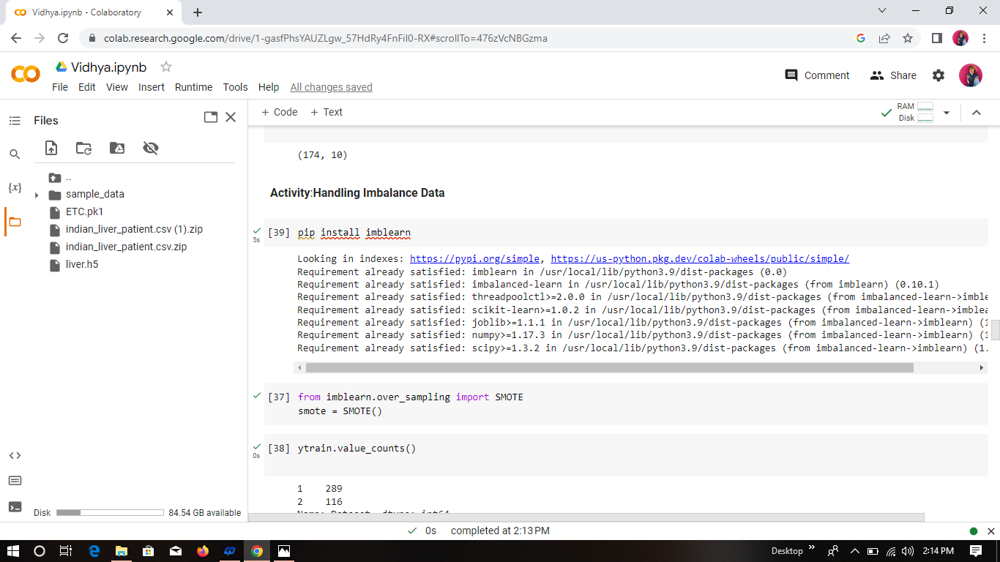 Vidhya.ipynb - Colaboratory
colab.research.google.com/drive/1-gasfPhsYAUZLgw_57HdRy4FnFil0-RX#scrollTo=476zVcNBGzma
Vidhya.ipynb
Comment
Share
File Edit View Insert Runtime Tools Help All changes saved
Files
+ Code + Text
RAM
Disk
(174, 10)
..
sample_data
ETC.pk1
indian_liver_patient.csv (1).zip
indian_liver_patient.csv.zip
liver.h5
{x}
Activity:Handling Imbalance Data
5s
[39] pip install imblearn
Looking in indexes: https://pypi.org/simple, https://us-python.pkg.dev/colab-wheels/public/simple/
Requirement already satisfied: imblearn in /usr/local/lib/python3.9/dist-packages (0.0)
Requirement already satisfied: imbalanced-learn in /usr/local/lib/python3.9/dist-packages (from imblearn) (0.10.1)
Requirement already satisfied: threadpoolctl>=2.0.0 in /usr/local/lib/python3.9/dist-packages (from imbalanced-learn->imble
Requirement already satisfied: scikit-learn>=1.0.2 in /usr/local/lib/python3.9/dist-packages (from imbalanced-learn->imblea
Requirement already satisfied: joblib>=1.1.1 in /usr/local/lib/python3.9/dist-packages (from imbalanced-learn->imblearn) (1
Requirement already satisfied: numpy>=1.17.3 in /usr/local/lib/python3.9/dist-packages (from imbalanced-learn->imblearn) (1
Requirement already satisfied: scipy>=1.3.2 in /usr/local/lib/python3.9/dist-packages (from imbalanced-learn->imblearn) (1.
[37] from imblearn.over_sampling import SMOTE
smote = SMOTE()
0s
[38] ytrain.value_counts()
1 289
2 116
Name: Dataset, dtype: int64
Disk
84.54 GB available
0s completed at 2:13 PM
Desktop
2:14 PM